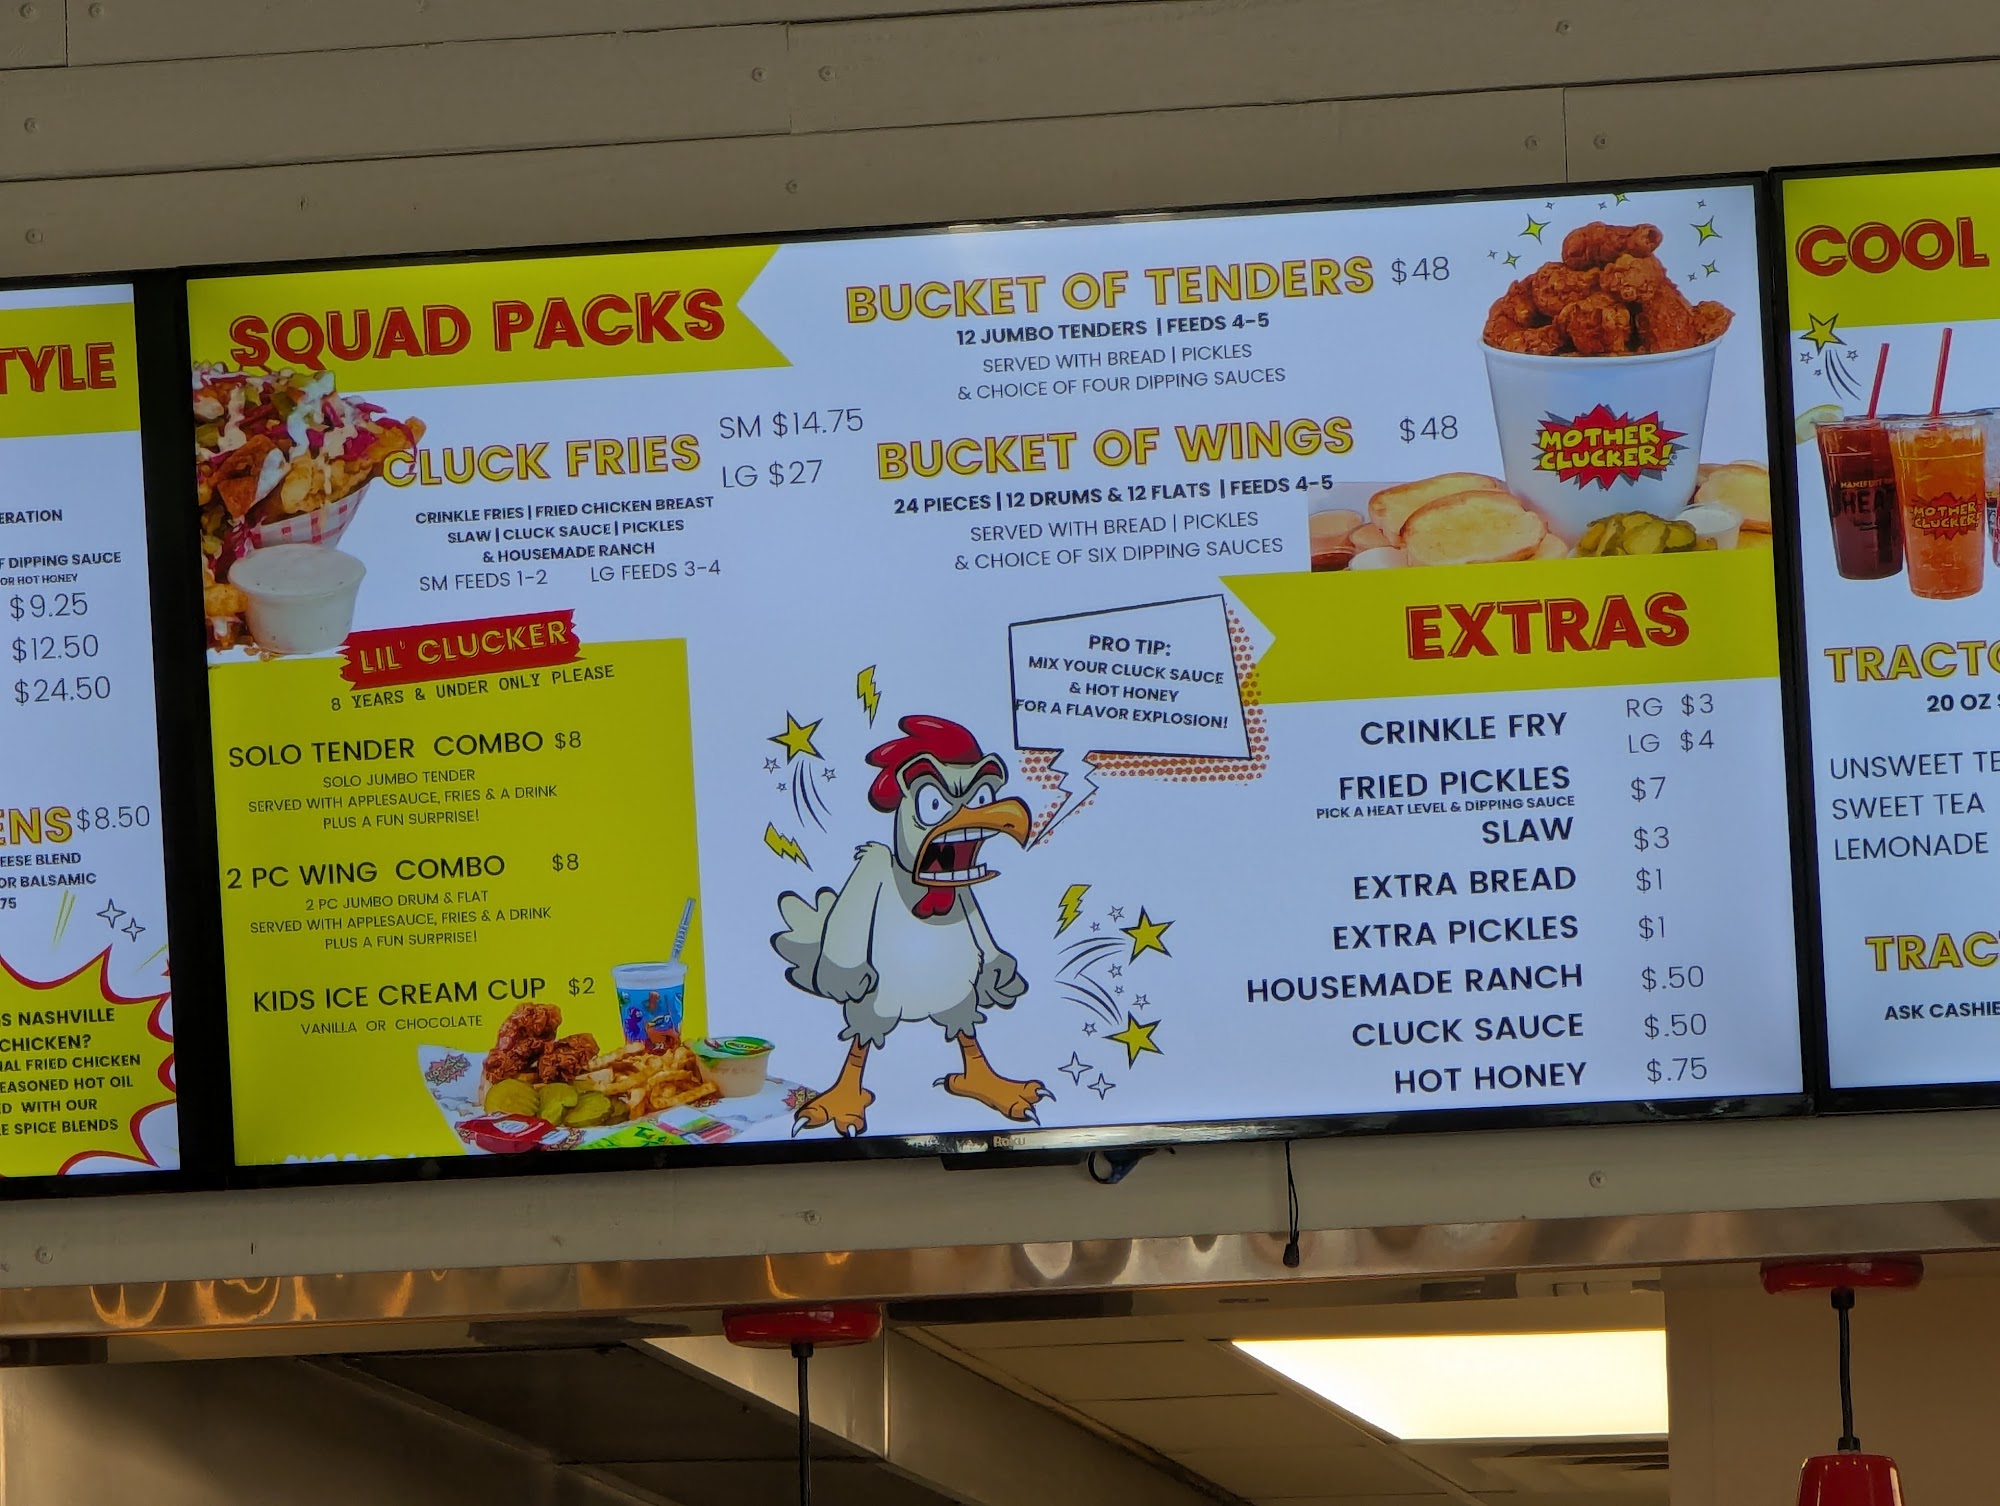 TYLE
ERATION
F DIPPING SAUCE
OR HOT HONEY
$9.25
$12.50
$24.50
ENS $8.50
EESE BLEND
OR BALSAMIC
75
S NASHVILLE
CHICKEN?
AL FRIED CHICKEN
EASONED HOT OIL
D WITH OUR
E SPICE BLENDS
SQUAD PACKS
CLUCK FRIES
SM $14.75
LG $27
CRINKLE FRIES | FRIED CHICKEN BREAST
SLAW | CLUCK SAUCE | PICKLES
& HOUSEMADE RANCH
SM FEEDS 1-2 LG FEEDS 3-4
BUCKET OF TENDERS $48
12 JUMBO TENDERS | FEEDS 4-5
SERVED WITH BREAD | PICKLES
& CHOICE OF FOUR DIPPING SAUCES
BUCKET OF WINGS $48
24 PIECES | 12 DRUMS & 12 FLATS | FEEDS 4-5
SERVED WITH BREAD | PICKLES
& CHOICE OF SIX DIPPING SAUCES
MOTHER
CLUCKER!
LIL' CLUCKER
8 YEARS & UNDER ONLY PLEASE
SOLO TENDER COMBO $8
SOLO JUMBO TENDER
SERVED WITH APPLESAUCE, FRIES & A DRINK
PLUS A FUN SURPRISE!
2 PC WING COMBO $8
2 PC JUMBO DRUM & FLAT
SERVED WITH APPLESAUCE, FRIES & A DRINK
PLUS A FUN SURPRISE!
KIDS ICE CREAM CUP $2
VANILLA OR CHOCOLATE
PRO TIP:
MIX YOUR CLUCK SAUCE
& HOT HONEY
FOR A FLAVOR EXPLOSION!
EXTRAS
CRINKLE FRY RG $3
LG $4
FRIED PICKLES $7
PICK A HEAT LEVEL & DIPPING SAUCE
SLAW $3
EXTRA BREAD $1
EXTRA PICKLES $1
HOUSEMADE RANCH $.50
CLUCK SAUCE $.50
HOT HONEY $.75
Roku
COOL
HEAT
MOTHER
CLUCKER!
TRACTO
20 OZ
UNSWEET TE
SWEET TEA
LEMONADE
TRACT
ASK CASHIE